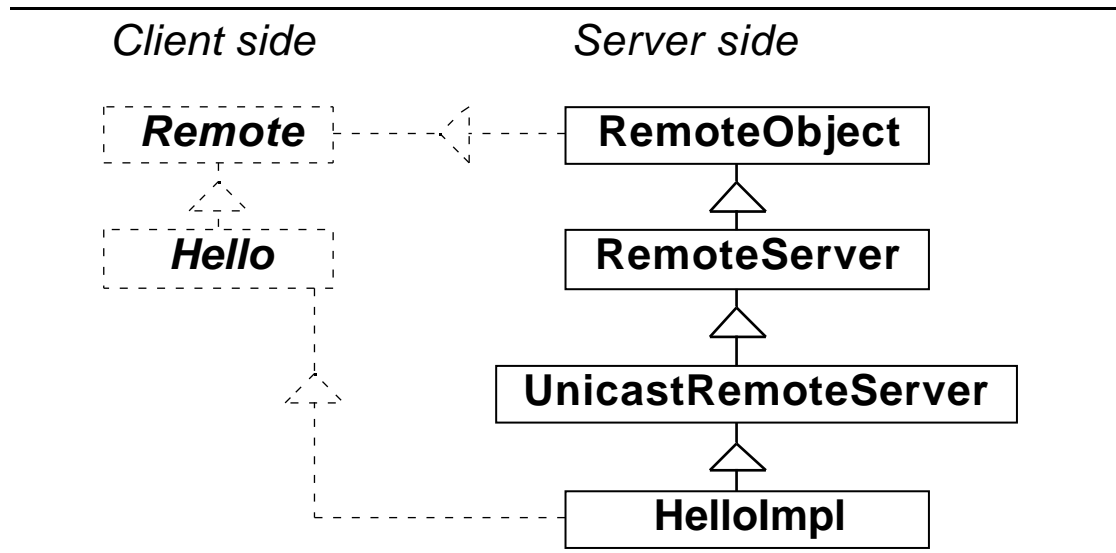 Client side Server side
Remote RemoteObject
Hello RemoteServer
UnicastRemoteServer
HelloImpl